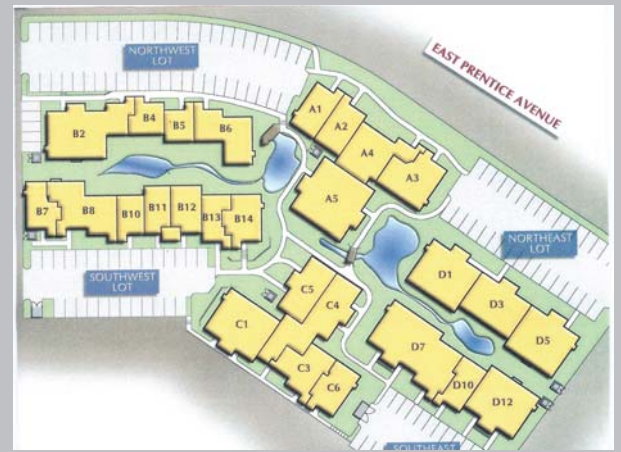 NORTHWEST
LOT
EAST PRENTICE AVENUE
A1
A2
A4
A3
A5
B2
B4
B5
B6
B7
B8
B10
B11
B12
B13
B14
NORTHEAST
LOT
SOUTHWEST
LOT
C5
C4
C1
C3
C6
D1
D3
D5
D7
D10
D12
SOUTHEAST